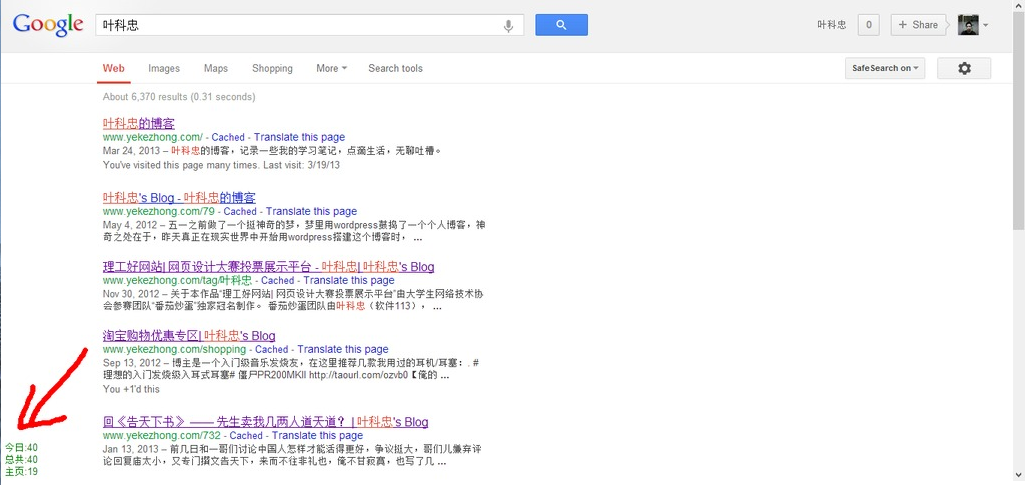 Google 叶科忠 叶科忠 0 + Share
Web Images Maps Shopping More Search tools SafeSearch on
About 6,370 results (0.31 seconds)
叶科忠的博客
www.yekezhong.com/ - Cached - Translate this page
Mar 24, 2013 – 叶科忠的博客，记录一些我的学习笔记，点滴生活，无聊吐槽。
You've visited this page many times. Last visit: 3/19/13
叶科忠's Blog - 叶科忠的博客
www.yekezhong.com/79 - Cached - Translate this page
May 4, 2012 – 五一之前做了一个挺神奇的梦，梦里用wordpress鼓捣了一个个人博客，神
奇之处在于，昨天真正在现实世界中开始用wordpress搭建这个博客时， ...
理工好网站| 网页设计大赛投票展示平台 - 叶科忠| 叶科忠's Blog
www.yekezhong.com/tag/叶科忠 - Cached - Translate this page
Nov 30, 2012 – 关于本作品“理工好网站| 网页设计大赛投票展示平台”由大学生网络技术协
会参赛团队“番茄炒蛋”独家冠名制作。 番茄炒蛋团队由叶科忠（软件113）， ...
淘宝购物优惠专区| 叶科忠's Blog
www.yekezhong.com/shopping - Cached - Translate this page
Sep 13, 2012 – 博主是一个入门级音乐发烧友，在这里推荐几款我用过的耳机/耳塞：. #
理想的入门发烧级入耳式耳塞# 僵尸PR200MKII http://taourl.com/ozvb0【俺的 ...
You +1'd this
回《告天下书》 —— 先生卖我几两人道天道？ | 叶科忠's Blog
www.yekezhong.com/732 - Cached - Translate this page
Jan 13, 2013 – 前几日和一哥们讨论中国人怎样才能活得更好，争议挺大，哥们儿嫌弃评
论回复庙太小，又专门撰文告天下，来而不往非礼也，俺不甘寂寞，也写了几 ...
今日:40
总共:40
主页:19